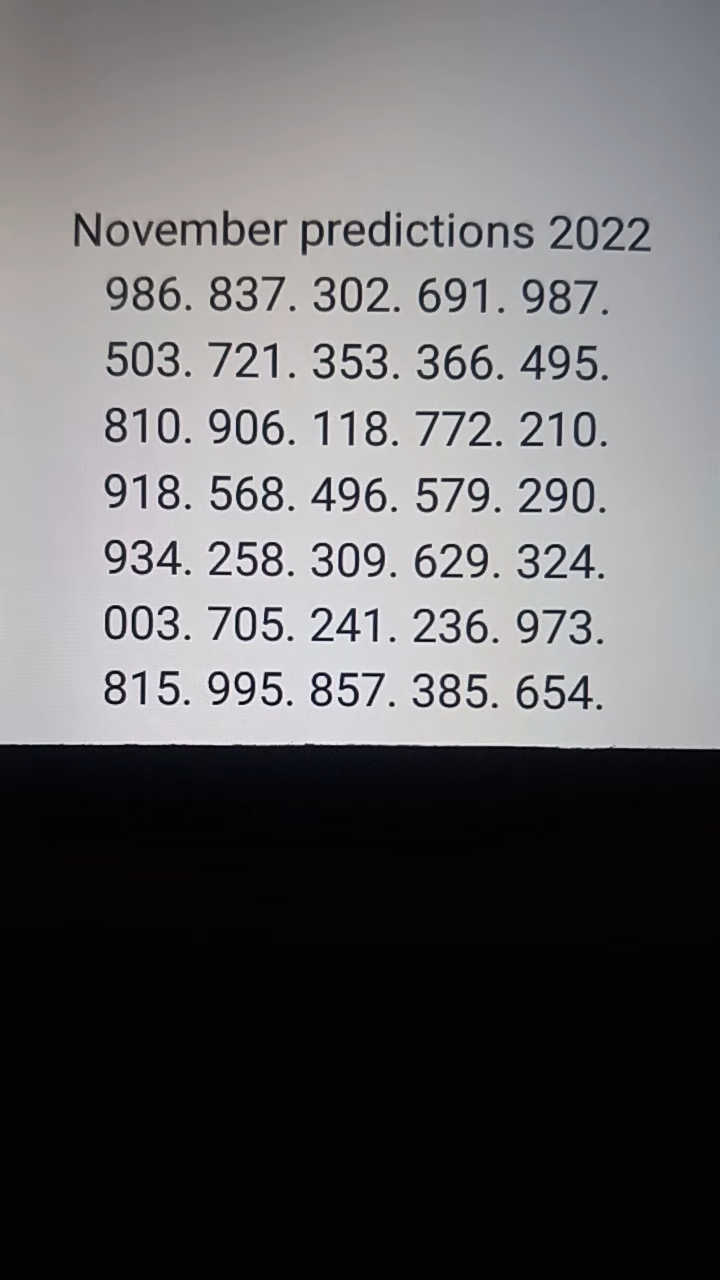 November predictions 2022
986. 837. 302. 691. 987.
503. 721. 353. 366. 495.
810. 906. 118. 772. 210.
918. 568. 496. 579. 290.
934. 258. 309. 629. 324.
003. 705. 241. 236. 973.
815. 995. 857. 385. 654.